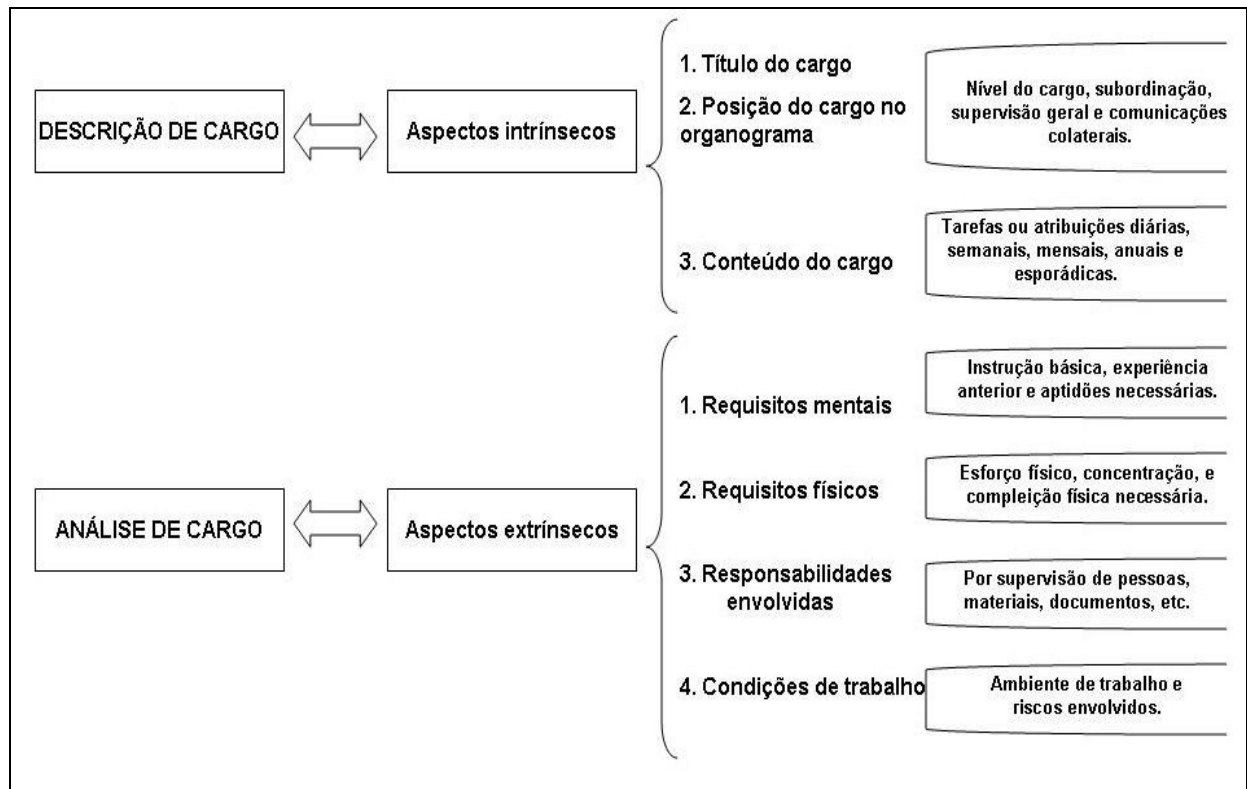 DESCRIÇÃO DE CARGO
Aspectos intrínsecos
1. Título do cargo
2. Posição do cargo no
organograma
Nível do cargo, subordinação,
supervisão geral e comunicações
colaterais.
3. Conteúdo do cargo
Tarefas ou atribuições diárias,
semanais, mensais, anuais e
esporádicas.
ANÁLISE DE CARGO
Aspectos extrínsecos
1. Requisitos mentais
Instrução básica, experiência
anterior e aptidões necessárias.
2. Requisitos físicos
Esforço físico, concentração, e
compleição física necessária.
3. Responsabilidades
envolvidas
Por supervisão de pessoas,
materiais, documentos, etc.
4. Condições de trabalho
Ambiente de trabalho e
riscos envolvidos.